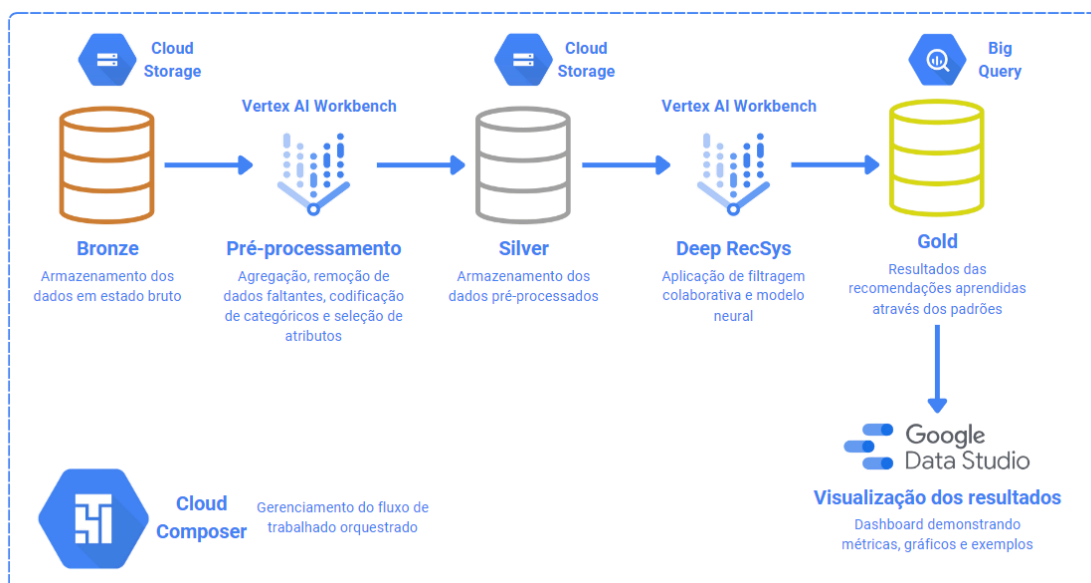 Cloud
Storage
Cloud
Storage
Big
Query
Vertex AI Workbench
Vertex AI Workbench
Bronze
Armazenamento dos
dados em estado bruto
Pré-processamento
Agregação, remoção de
dados faltantes, codificação
de categóricos e seleção de
atributos
Silver
Armazenamento dos
dados pré-processados
Deep RecSys
Aplicação de filtragem
colaborativa e modelo
neural
Gold
Resultados das
recomendações aprendidas
através dos padrões
Google
Data Studio
Visualização dos resultados
Dashboard demonstrando
métricas, gráficos e exemplos
Cloud
Composer
Gerenciamento do fluxo de
trabalhado orquestrado